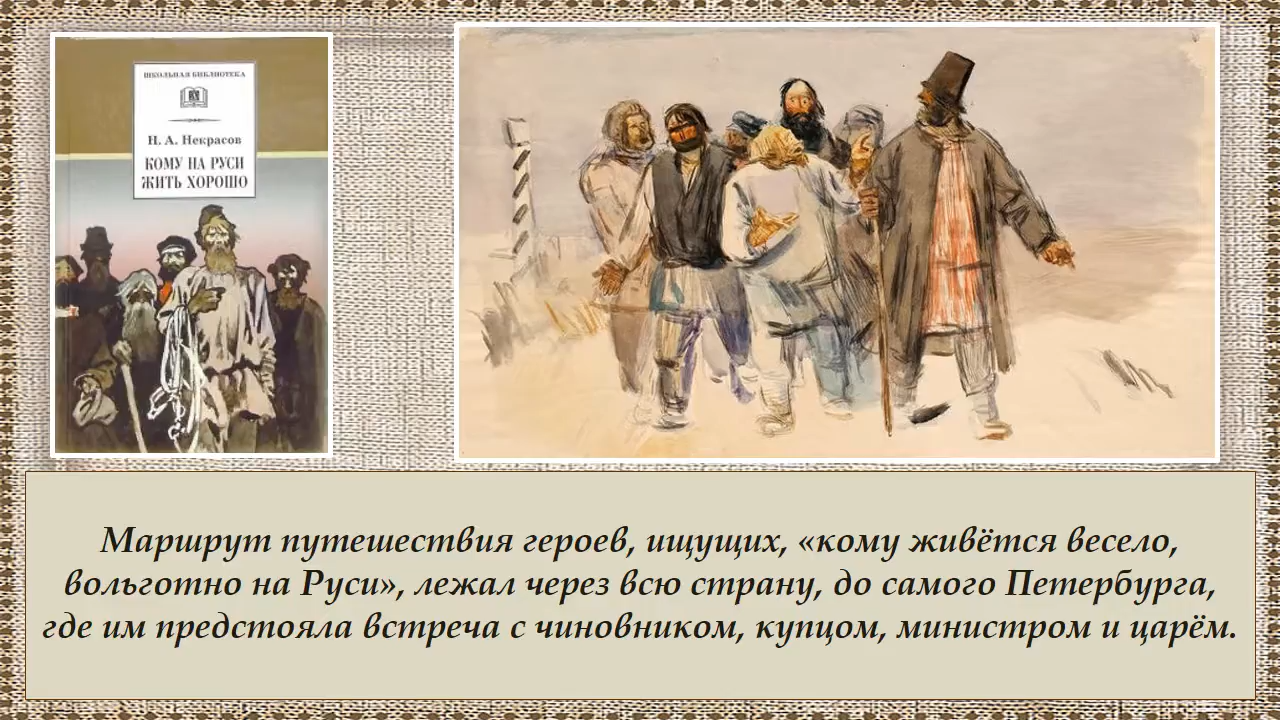 ШКОЛЬНАЯ БИБЛИОТЕКА
Н. А. Некрасов
КОМУ НА РУСИ
ЖИТЬ ХОРОШО
Маршрут путешествия героев, ищущих, «кому живётся весело,
вольготно на Руси», лежал через всю страну, до самого Петербурга,
где им предстояла встреча с чиновником, купцом, министром и царём.